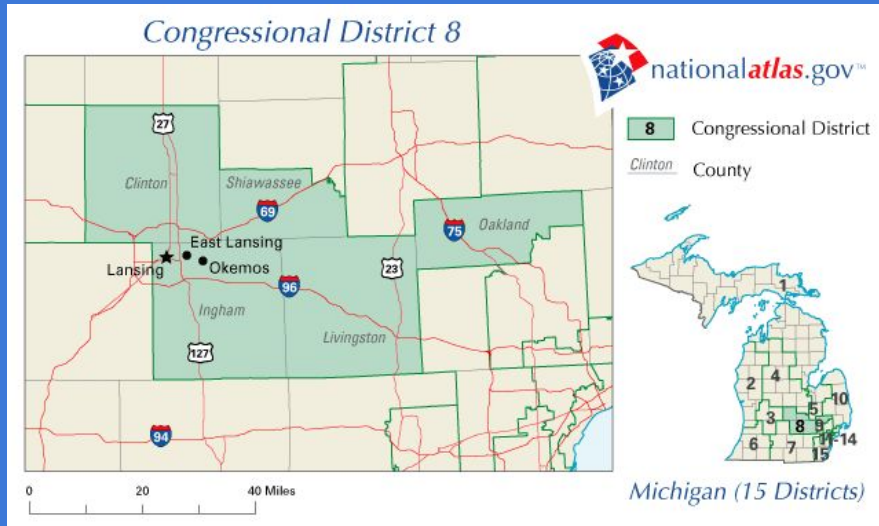 Congressional District 8
nationalatlas.gov™
8 Congressional District
Clinton County
27
Clinton
Shiawassee
69
Oakland
75
East Lansing
Lansing
Okemos
23
96
Ingham
Livingston
127
94
0 20 40 Miles
1
2
4
10
5
3
8
9
11-14
6
7
15
Michigan (15 Districts)